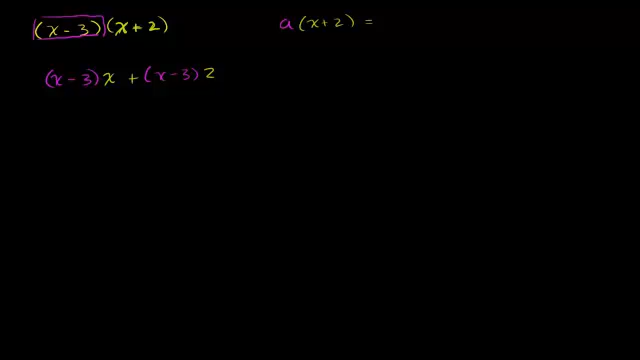 (x - 3)(x + 2)
a(x + 2) =
(x - 3)x + (x - 3)2